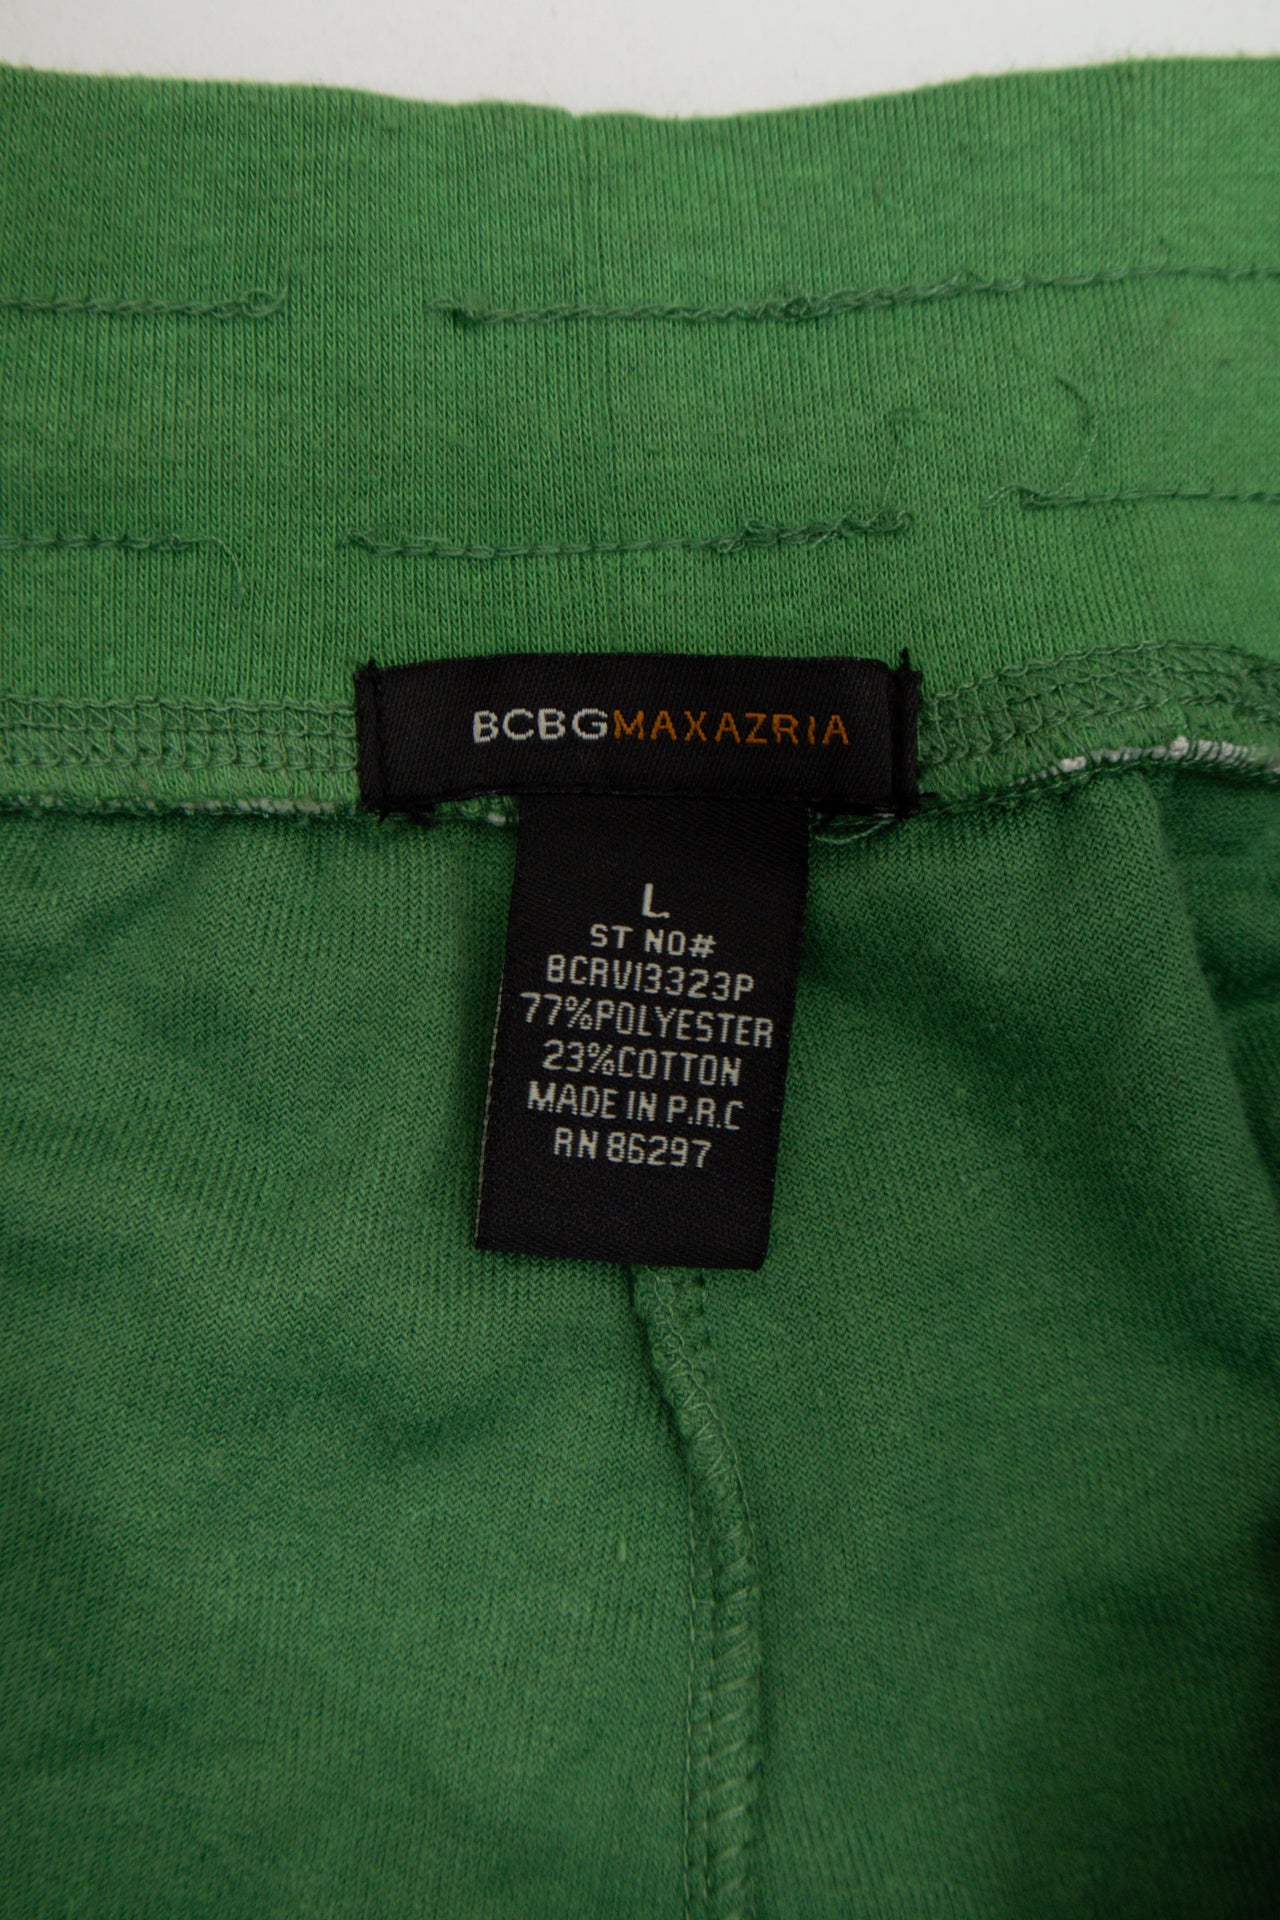 BCBGMAXAZRIA
L
ST NO#
BCRV13323P
77%POLYESTER
23%COTTON
MADE IN P.R.C
RN 86297